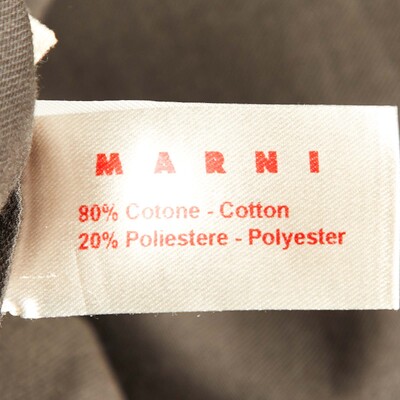 MARNI
80% Cotone - Cotton
20% Poliestere - Polyester